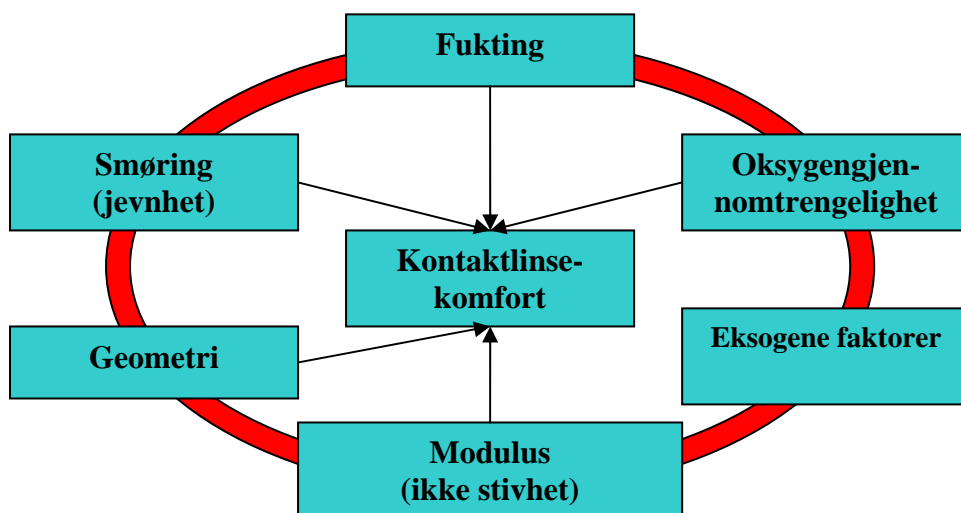 Fukting
Smøring
(jevnhet)
Oksygengjen-
nomtrengelighet
Kontaktlinse-
komfort
Geometri
Eksogene faktorer
Modulus
(ikke stivhet)